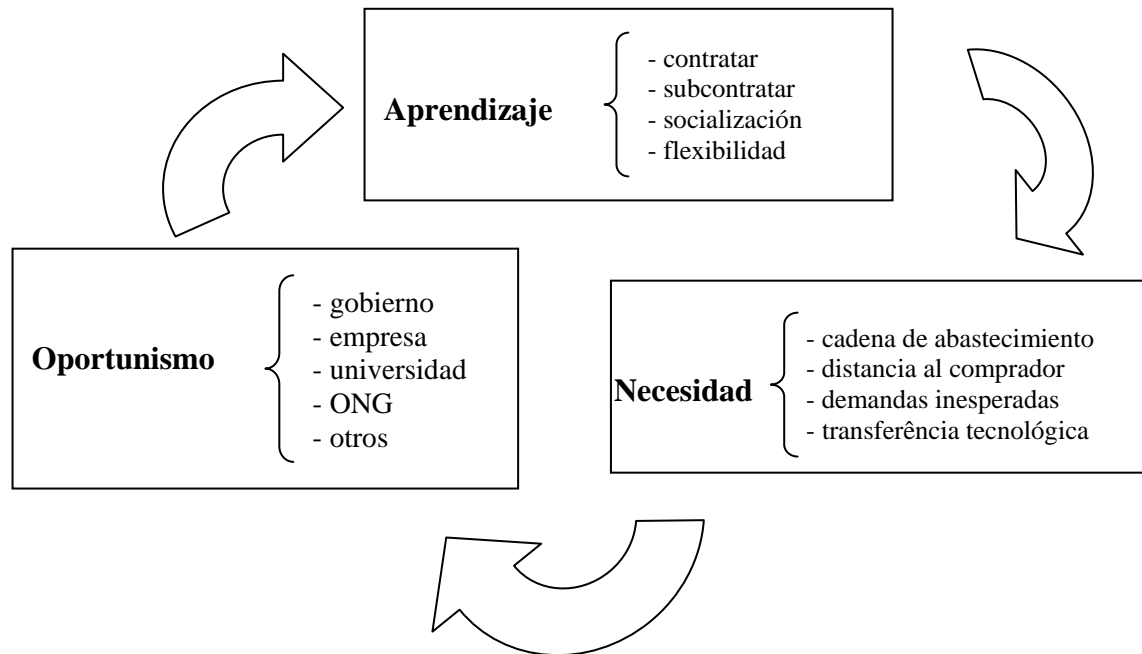 Aprendizaje
- contratar
- subcontratar
- socialización
- flexibilidad
Oportunismo
- gobierno
- empresa
- universidad
- ONG
- otros
Necesidad
- cadena de abastecimiento
- distancia al comprador
- demandas inesperadas
- transferência tecnológica